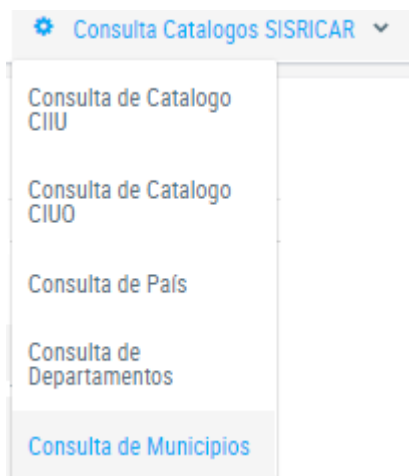 Consulta Catalogos SISRICAR
Consulta de Catalogo
CIIU
Consulta de Catalogo
CIUO
Consulta de País
Consulta de
Departamentos
Consulta de Municipios